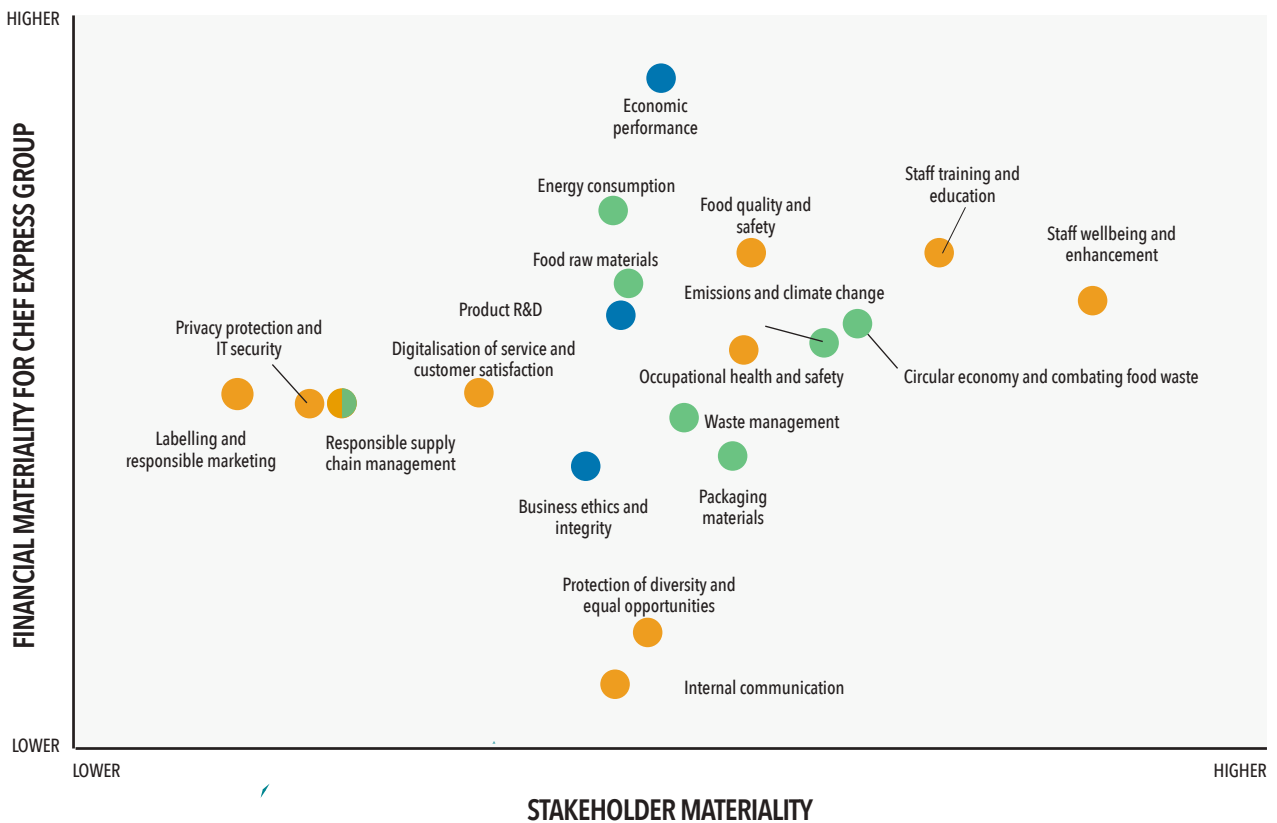 HIGHER
FINANCIAL MATERIALITY FOR CHEF EXPRESS GROUP
Economic
performance
Energy consumption
Staff training and
education
Food quality and
safety
Staff wellbeing and
enhancement
Food raw materials
Emissions and climate change
Product R&D
Privacy protection and
IT security
Digitalisation of service and
customer satisfaction
Occupational health and safety
Circular economy and combating food waste
Labelling and
responsible marketing
Responsible supply
chain management
Waste management
Business ethics and
integrity
Packaging
materials
Protection of diversity and
equal opportunities
Internal communication
LOWER
LOWER
HIGHER
STAKEHOLDER MATERIALITY